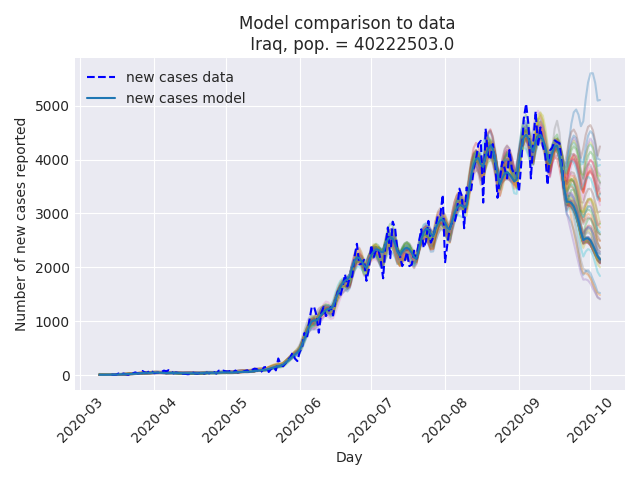 Model comparison to data
Iraq, pop. = 40222503.0
new cases data
new cases model
Number of new cases reported
5000
4000
3000
2000
1000
0
2020-03
2020-04
2020-05
2020-06
2020-07
2020-08
2020-09
2020-10
Day